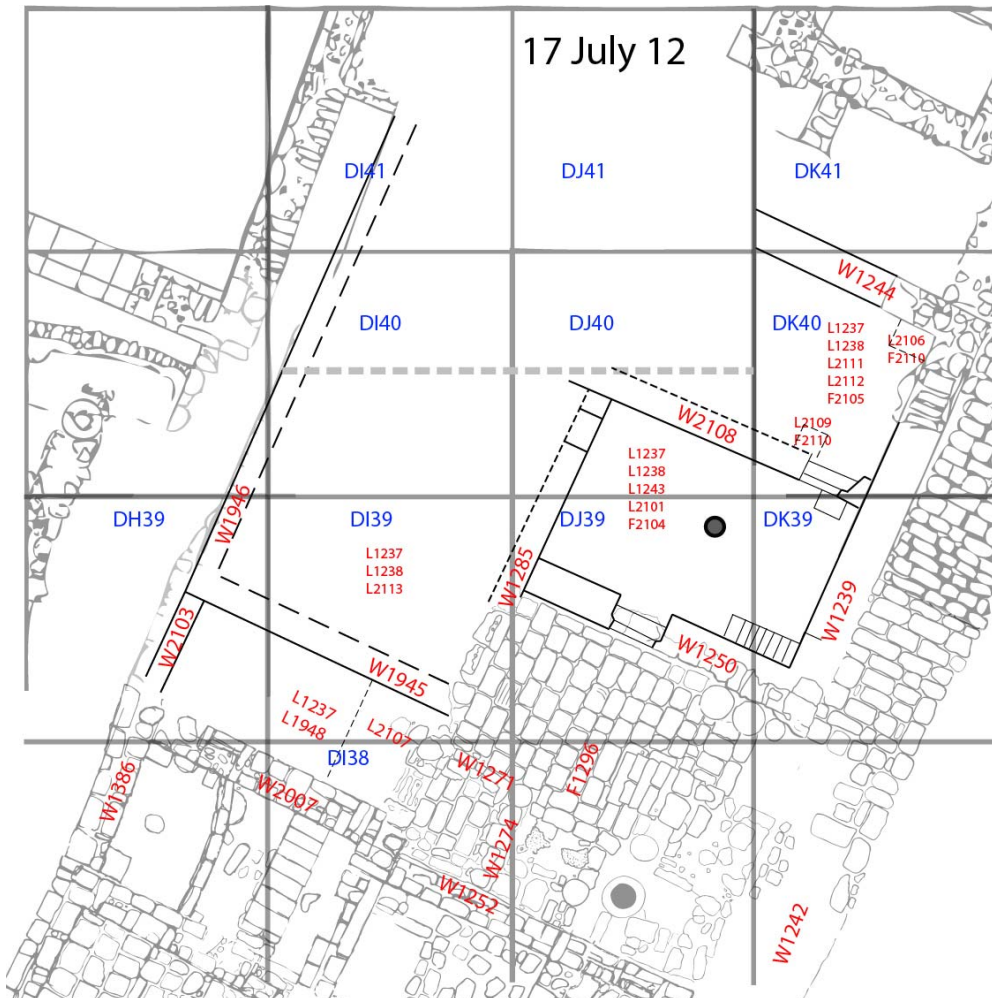 17 July 12
DI41
DJ41
DK41
W1244
DI40
DJ40
DK40
L1237
L1238
L2111
L2112
F2105
L2106
F2110
W2108
L2109
F2110
L1237
L1238
L1243
L2101
F2104
W1946
DH39
DI39
DJ39
DK39
L1237
L1238
L2113
W1285
W1239
W2103
W1945
W1250
L1237
L1948
L2107
DI38
W1386
W2007
W1271
F1296
W1274
W1252
W1242